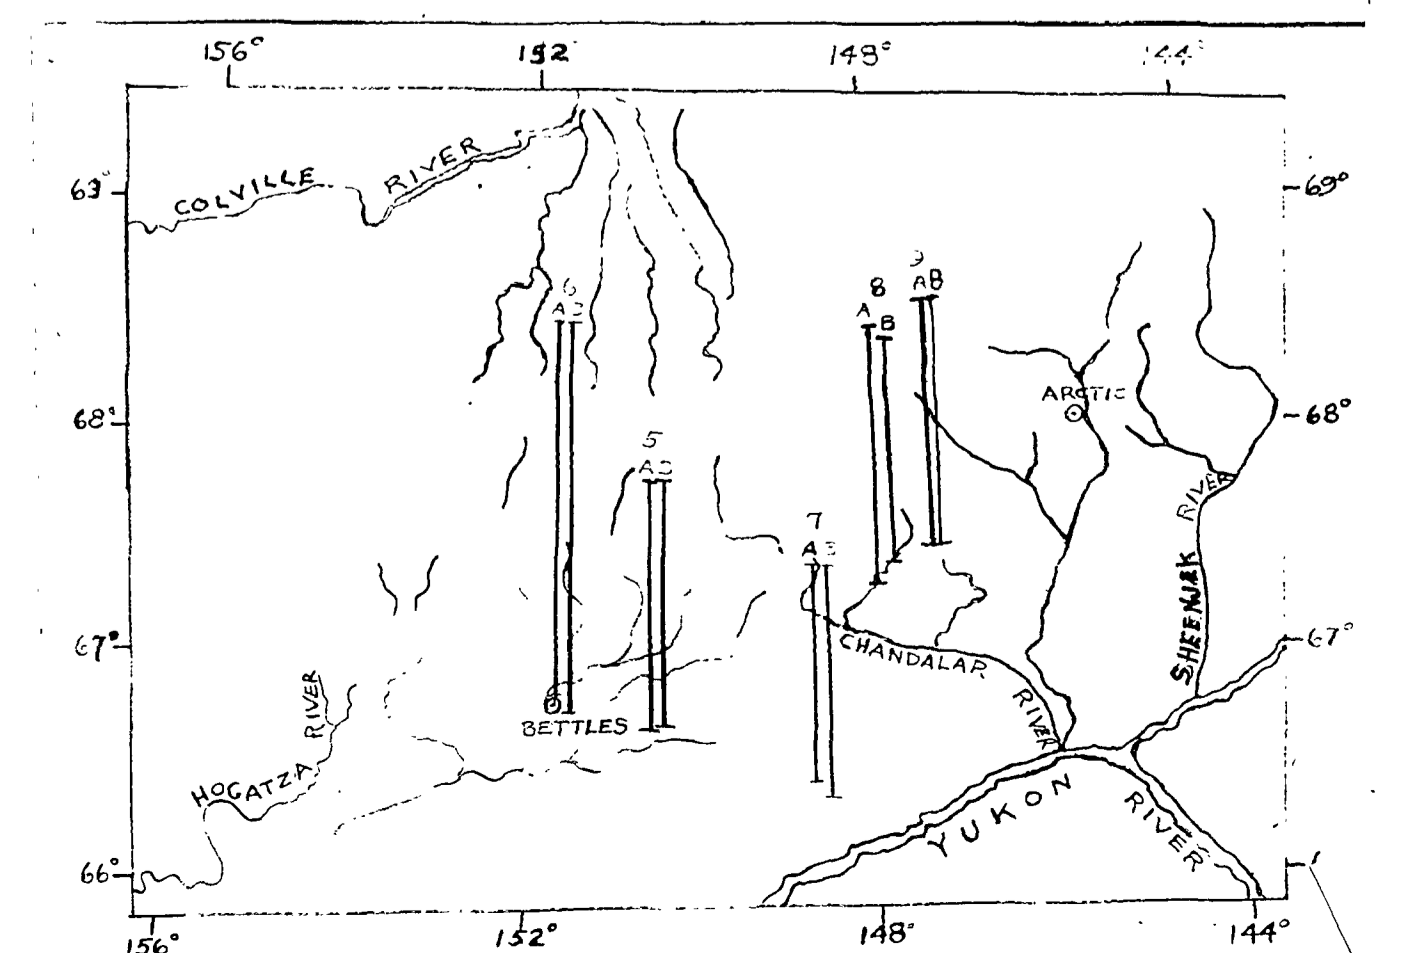 156° 152° 148° 144°
COLVILLE RIVER
69° 69°
6
A
8
A B
9
A B
ARCTIC
68° 68°
5
A
7
A
RIVER
SHEENJEK
67° 67°
CHANDALAR
RIVER
HOGATZA RIVER
BETTLES
YUKON RIVER
66°
156° 152° 148° 144°